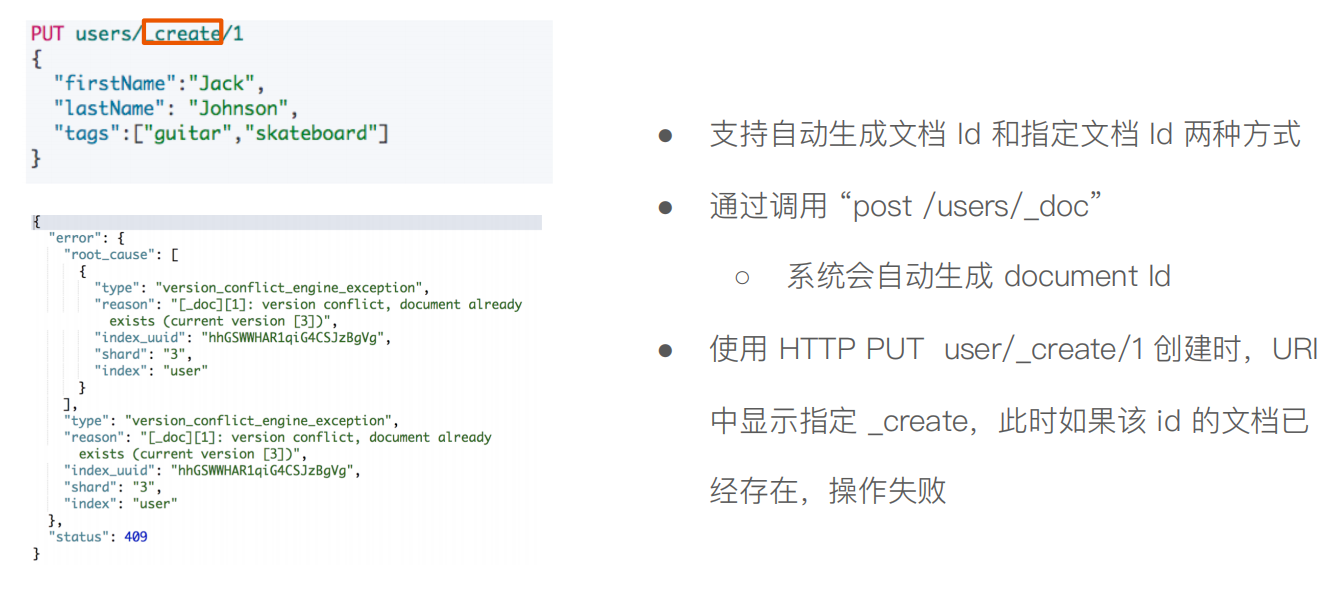 PUT users/_create/1
{
"firstName":"Jack",
"lastName": "Johnson",
"tags":["guitar","skateboard"]
}
{
"error": {
"root_cause": [
{
"type": "version_conflict_engine_exception",
"reason": "[_doc][1]: version conflict, document already
exists (current version [3])",
"index_uuid": "hhGSWWHAR1qiG4CSJzBgVg",
"shard": "3",
"index": "user"
}
],
"type": "version_conflict_engine_exception",
"reason": "[_doc][1]: version conflict, document already
exists (current version [3])",
"index_uuid": "hhGSWWHAR1qiG4CSJzBgVg",
"shard": "3",
"index": "user"
},
"status": 409
}
● 支持自动生成文档 Id 和指定文档 Id 两种方式
● 通过调用 “post /users/_doc”
○ 系统会自动生成 document Id
● 使用 HTTP PUT user/_create/1 创建时，URI
中显示指定 _create，此时如果该 id 的文档已
经存在，操作失败